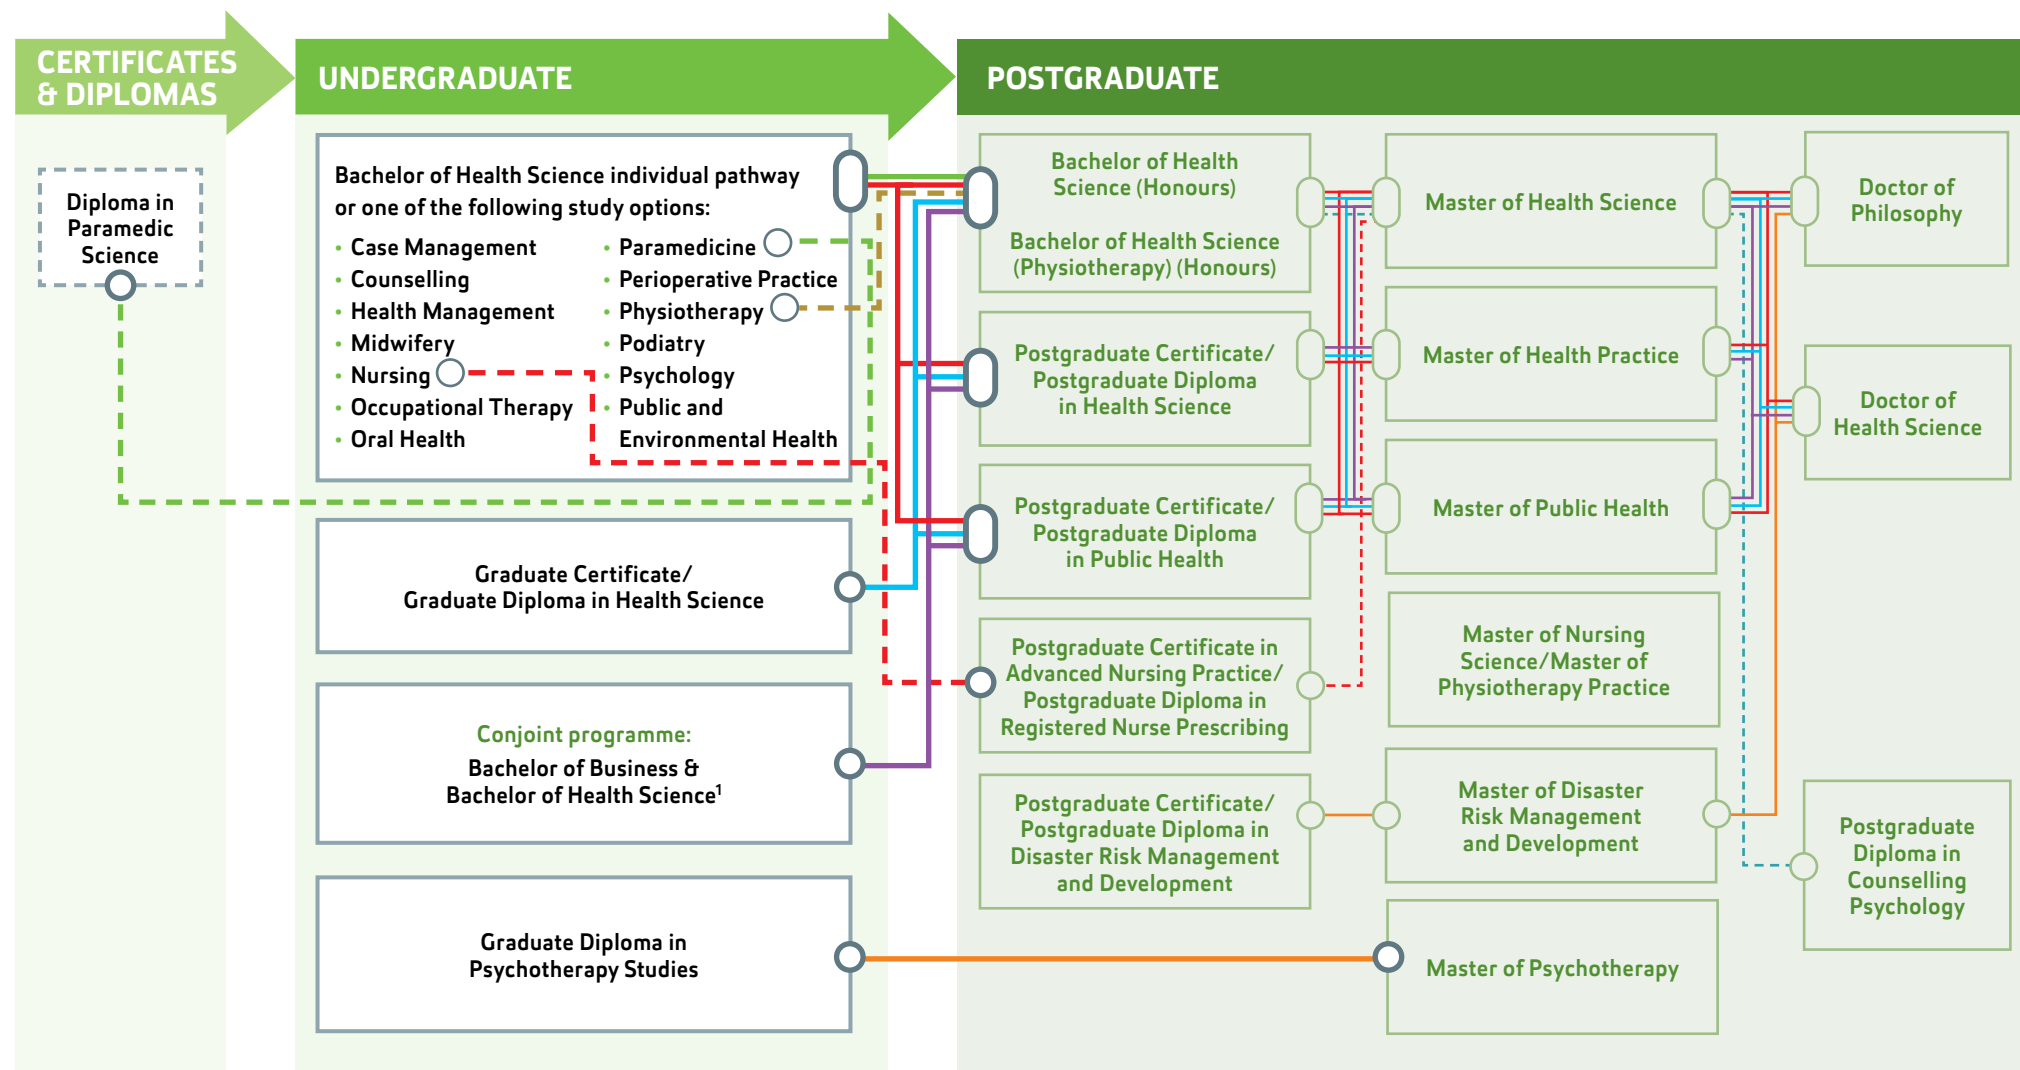 CERTIFICATES
& DIPLOMAS
UNDERGRADUATE
POSTGRADUATE
Diploma in
Paramedic
Science
Bachelor of Health Science individual pathway
or one of the following study options:
• Case Management
• Counselling
• Health Management
• Midwifery
• Nursing
• Occupational Therapy
• Oral Health
• Paramedicine
• Perioperative Practice
• Physiotherapy
• Podiatry
• Psychology
• Public and
Environmental Health
Graduate Certificate/
Graduate Diploma in Health Science
Conjoint programme:
Bachelor of Business &
Bachelor of Health Science¹
Graduate Diploma in
Psychotherapy Studies
Bachelor of Health
Science (Honours)
Bachelor of Health Science
(Physiotherapy) (Honours)
Postgraduate Certificate/
Postgraduate Diploma
in Health Science
Postgraduate Certificate/
Postgraduate Diploma
in Public Health
Postgraduate Certificate in
Advanced Nursing Practice/
Postgraduate Diploma in
Registered Nurse Prescribing
Postgraduate Certificate/
Postgraduate Diploma in
Disaster Risk Management
and Development
Master of Health Science
Master of Health Practice
Master of Public Health
Master of Nursing
Science/Master of
Physiotherapy Practice
Master of Disaster
Risk Management
and Development
Master of Psychotherapy
Doctor of
Philosophy
Doctor of
Health Science
Postgraduate
Diploma in
Counselling
Psychology